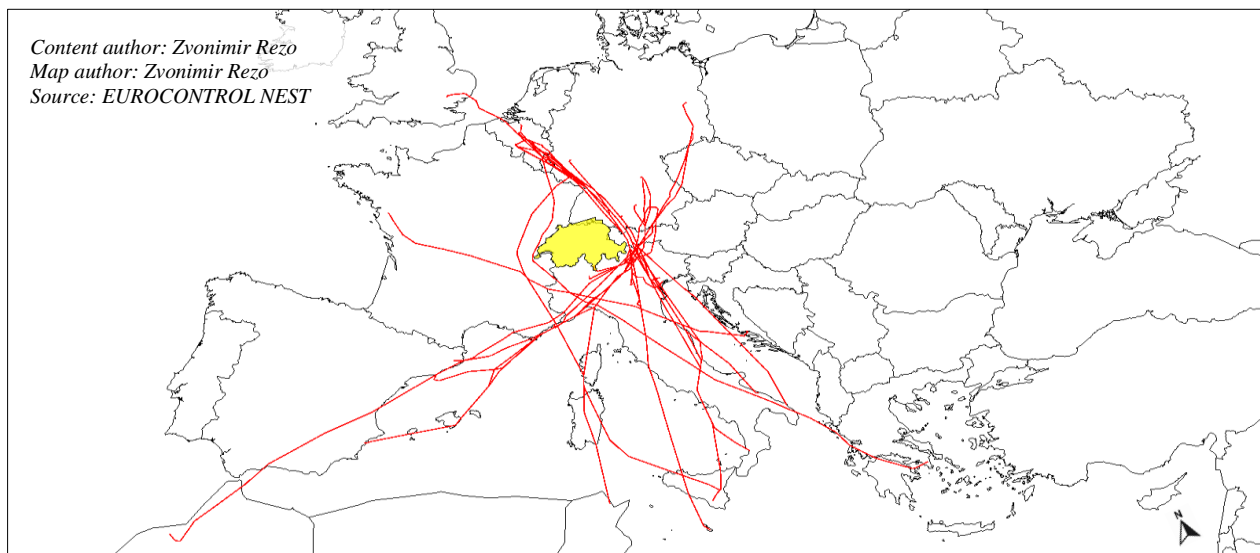 Content author: Zvonimir Rezo
Map author: Zvonimir Rezo
Source: EUROCONTROL NEST
N